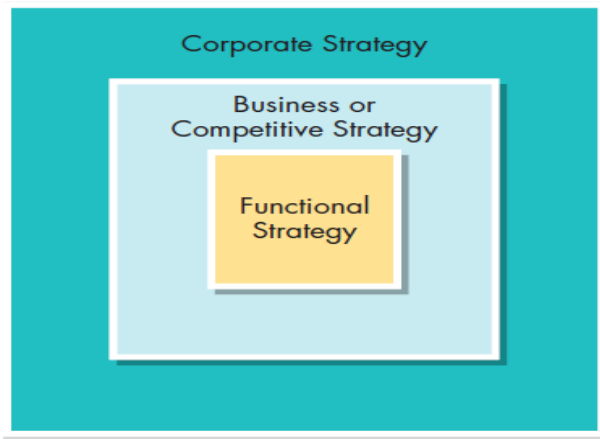 Corporate Strategy
Business or
Competitive Strategy
Functional
Strategy